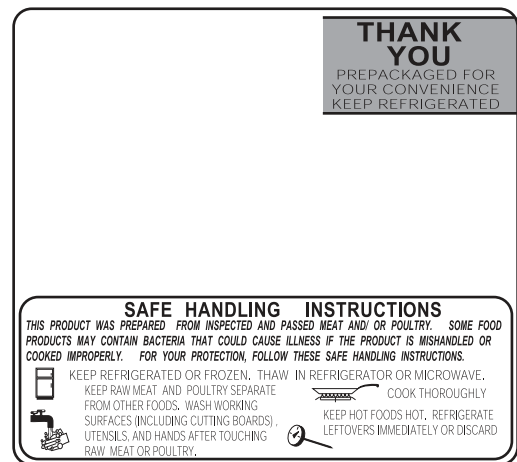 THANK
YOU
PREPACKAGED FOR
YOUR CONVENIENCE
KEEP REFRIGERATED
SAFE HANDLING INSTRUCTIONS
THIS PRODUCT WAS PREPARED FROM INSPECTED AND PASSED MEAT AND/ OR POULTRY. SOME FOOD
PRODUCTS MAY CONTAIN BACTERIA THAT COULD CAUSE ILLNESS IF THE PRODUCT IS MISHANDLED OR
COOKED IMPROPERLY. FOR YOUR PROTECTION, FOLLOW THESE SAFE HANDLING INSTRUCTIONS.
KEEP REFRIGERATED OR FROZEN. THAW IN REFRIGERATOR OR MICROWAVE.
KEEP RAW MEAT AND POULTRY SEPARATE
FROM OTHER FOODS. WASH WORKING
SURFACES (INCLUDING CUTTING BOARDS),
UTENSILS, AND HANDS AFTER TOUCHING
RAW MEAT OR POULTRY.
COOK THOROUGHLY
KEEP HOT FOODS HOT. REFRIGERATE
LEFTOVERS IMMEDIATELY OR DISCARD